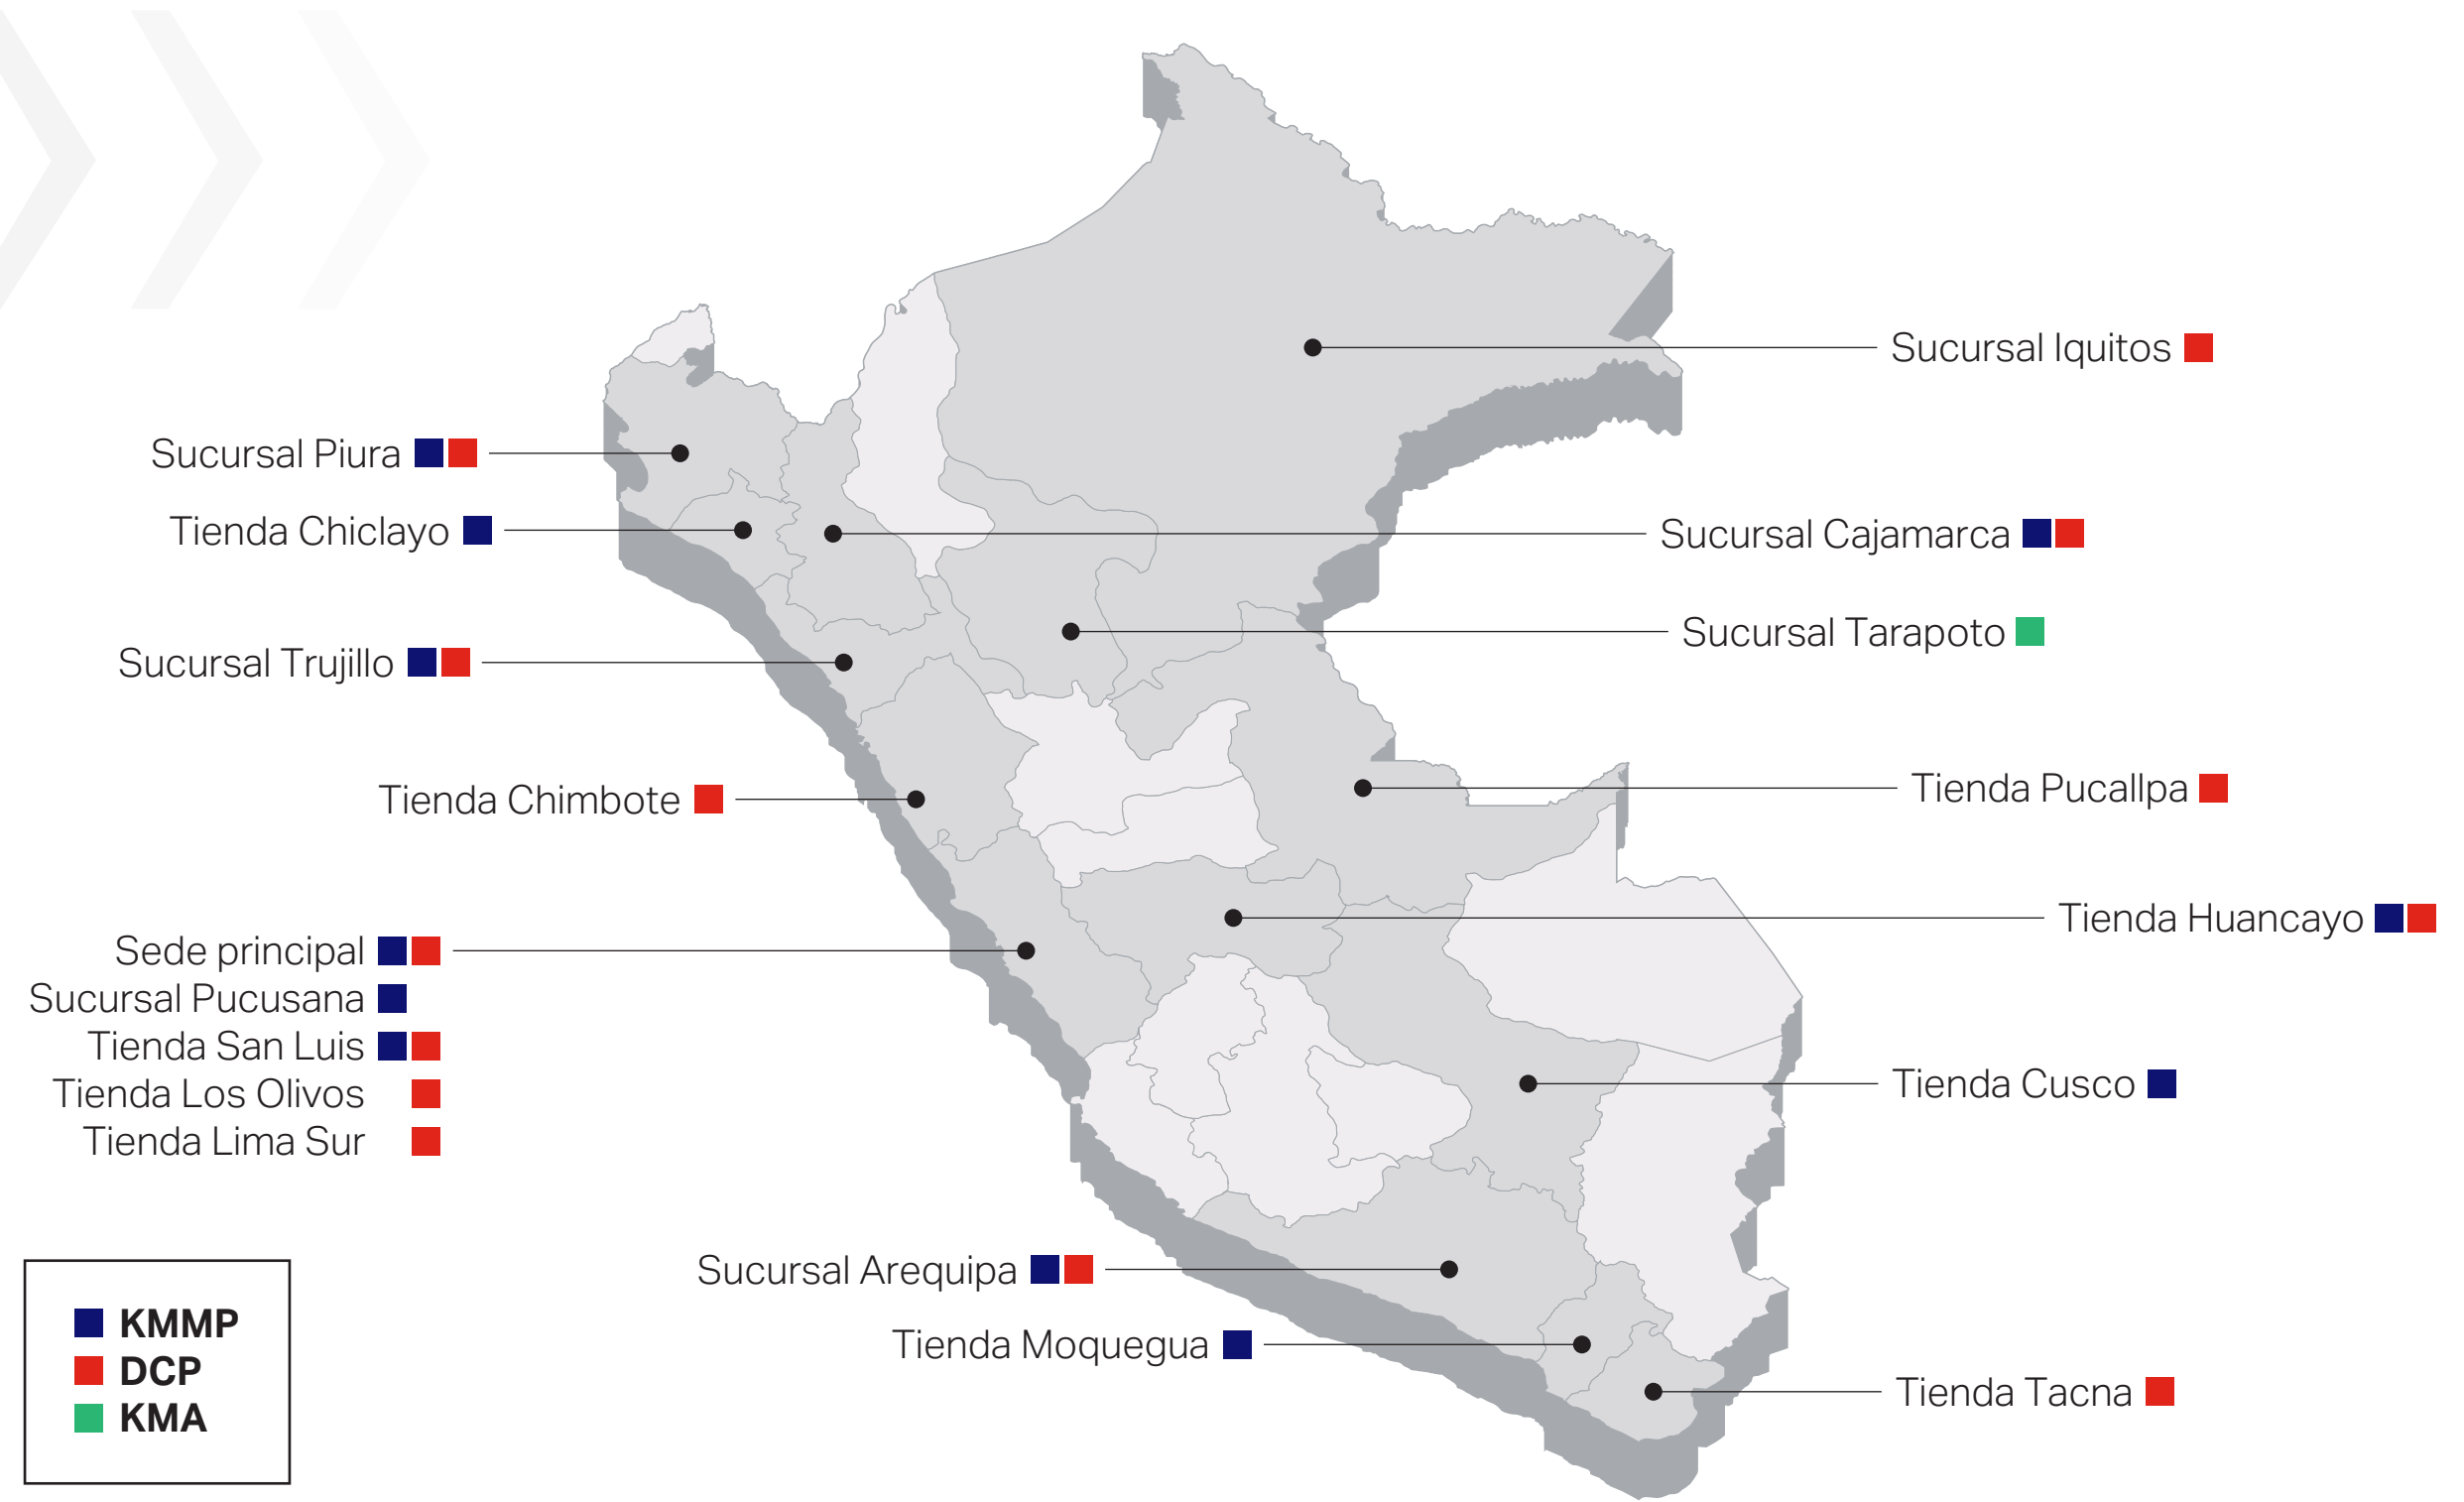 Sucursal Iquitos
Sucursal Piura
Tienda Chiclayo
Sucursal Cajamarca
Sucursal Tarapoto
Sucursal Trujillo
Tienda Chimbote
Tienda Pucallpa
Tienda Huancayo
Sede principal
Sucursal Pucusana
Tienda San Luis
Tienda Los Olivos
Tienda Lima Sur
Tienda Cusco
Sucursal Arequipa
Tienda Moquegua
Tienda Tacna
KMMP
DCP
KMA